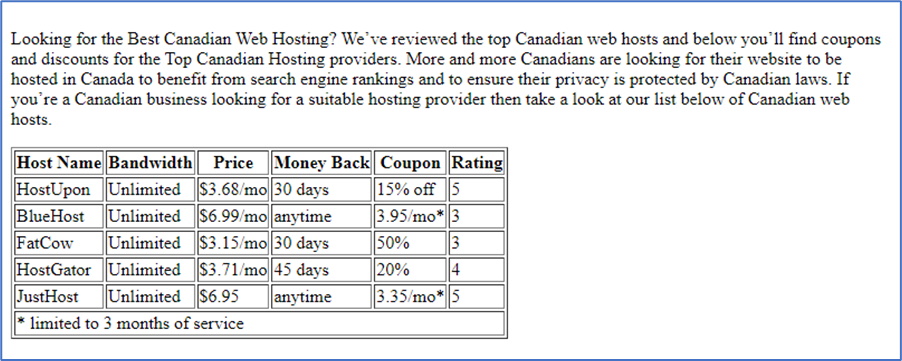 Looking for the Best Canadian Web Hosting? We've reviewed the top Canadian web hosts and below you'll find coupons
and discounts for the Top Canadian Hosting providers. More and more Canadians are looking for their website to be
hosted in Canada to benefit from search engine rankings and to ensure their privacy is protected by Canadian laws. If
you're a Canadian business looking for a suitable hosting provider then take a look at our list below of Canadian web
hosts.
Host Name Bandwidth Price Money Back Coupon Rating
HostUpon Unlimited $3.68/mo 30 days 15% off 5
BlueHost Unlimited $6.99/mo anytime 3.95/mo* 3
FatCow Unlimited $3.15/mo 30 days 50% 3
HostGator Unlimited $3.71/mo 45 days 20% 4
JustHost Unlimited $6.95 anytime 3.35/mo* 5
* limited to 3 months of service